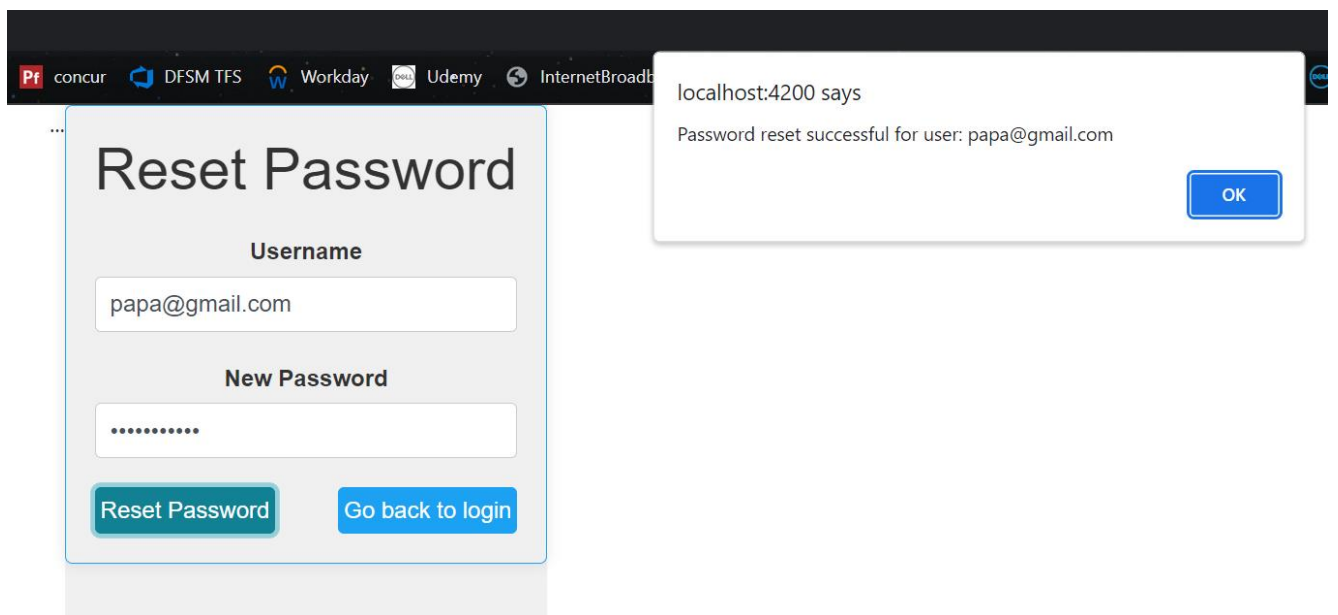 Pf concur DFSM TFS Workday DELL Udemy InternetBroadb
localhost:4200 says
Password reset successful for user: papa@gmail.com
OK
...
Reset Password
Username
papa@gmail.com
New Password
•••••••••••
Reset Password Go back to login